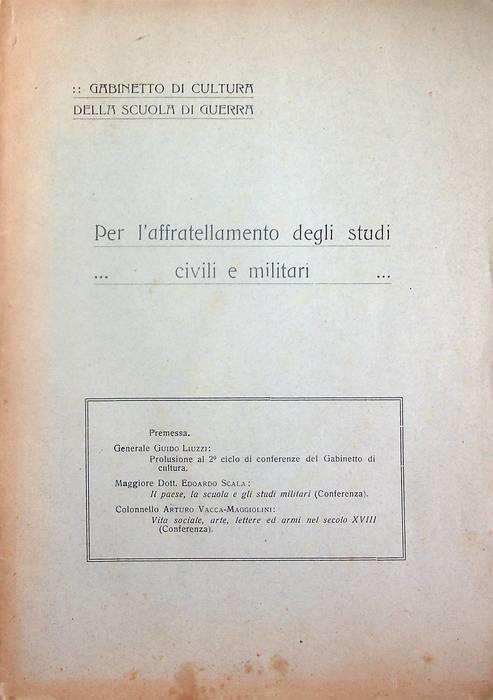 :: GABINETTO DI CULTURA
DELLA SCUOLA DI GUERRA
Per l'affratellamento degli studi
... civili e militari ...
Premessa.
Generale GUIDO LIUZZI:
Prolusione al 2º ciclo di conferenze del Gabinetto di
cultura.
Maggiore Dott. EDOARDO SCALA:
Il paese, la scuola e gli studi militari (Conferenza).
Colonnello ARTURO VACCA-MAGGIOLINI:
Vita sociale, arte, lettere ed armi nel secolo XVIII
(Conferenza).